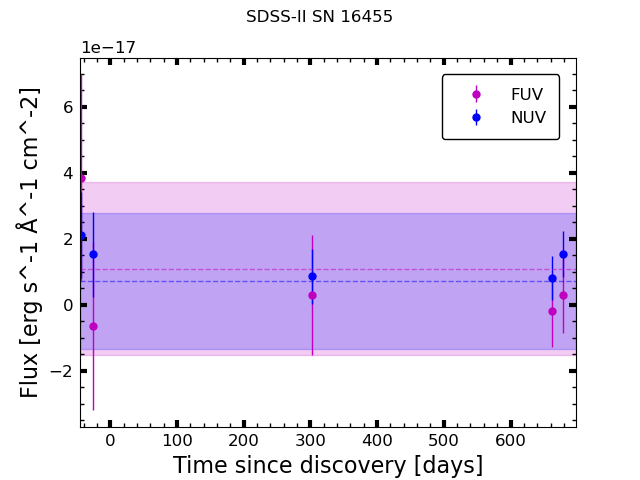 SDSS-II SN 16455
1e−17
FUV
NUV
6
4
2
0
−2
Flux [erg s^-1 Å^-1 cm^-2]
0 100 200 300 400 500 600
Time since discovery [days]